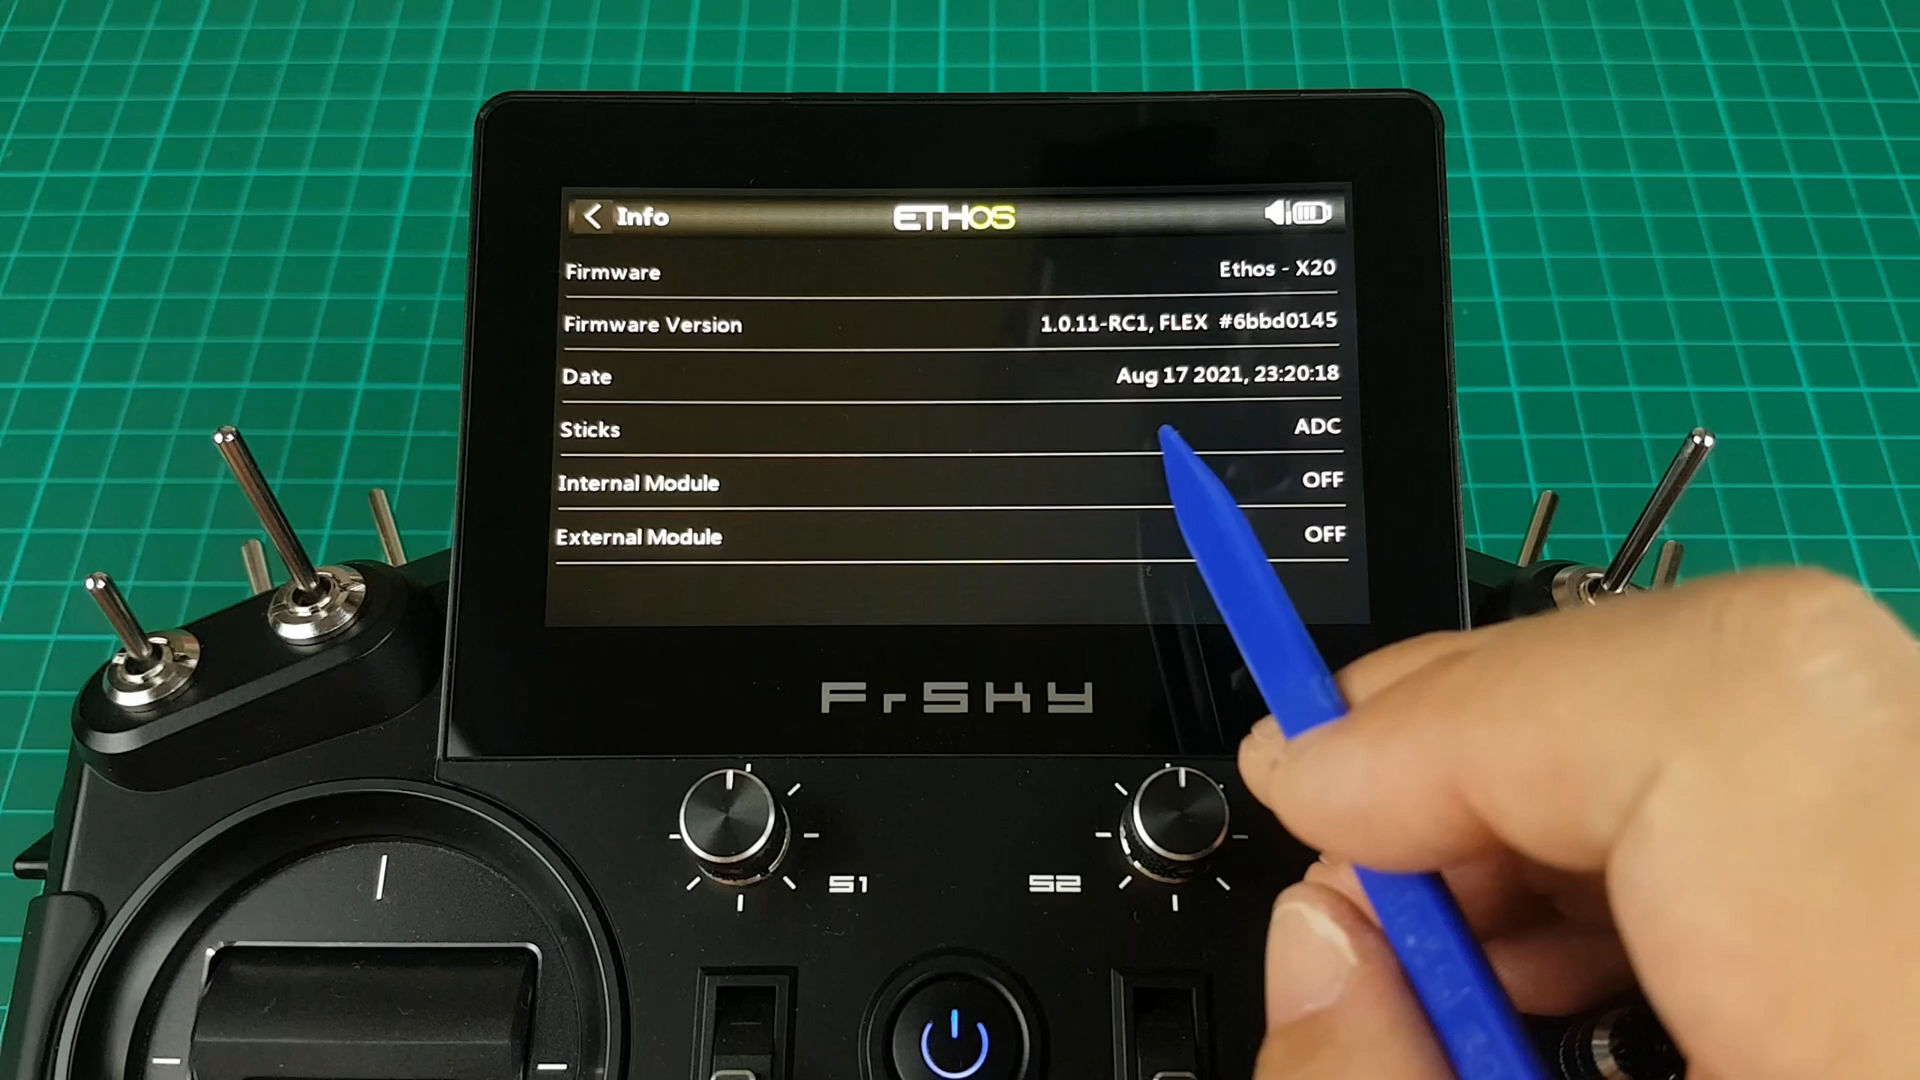 Info
ETHOS
Firmware Ethos - X20
Firmware Version 1.0.11-RC1, FLEX #6bbd0145
Date Aug 17 2021, 23:20:18
Sticks ADC
Internal Module OFF
External Module OFF
FrSKY
S1 S2